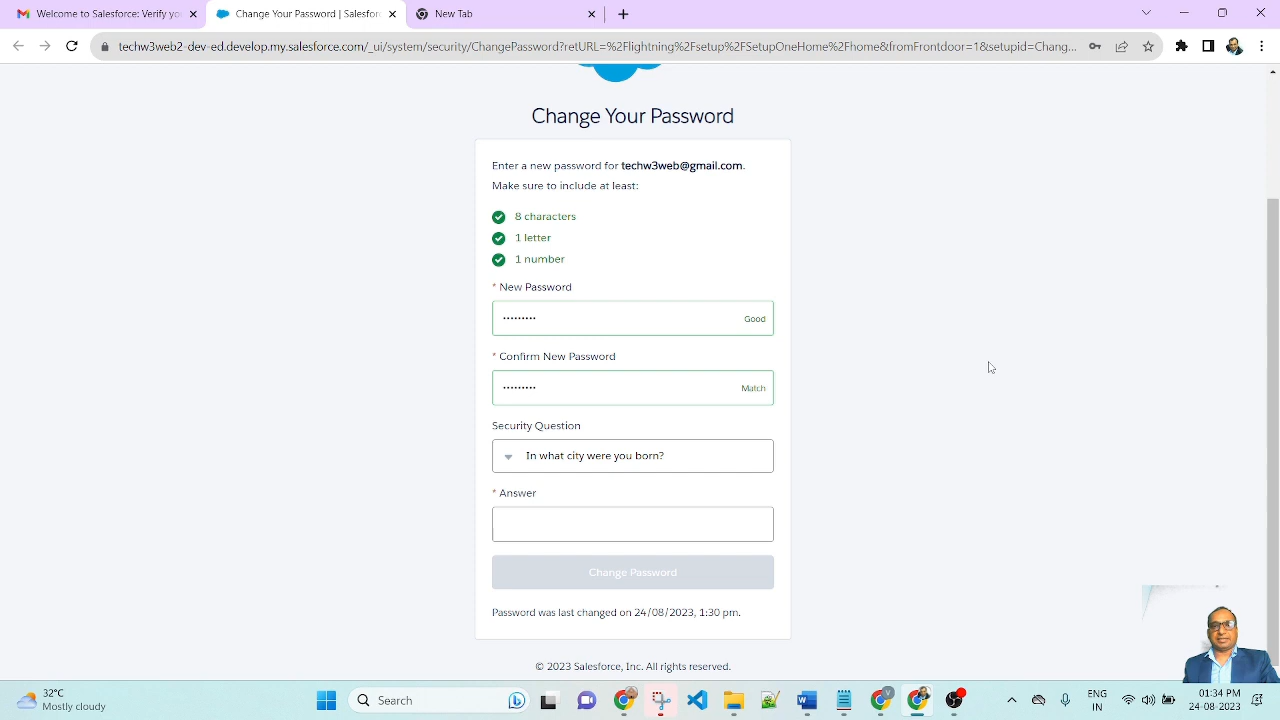 Welcome to Salesforce: Verify yo
Change Your Password | Salesfor
New Tab
techw3web2-dev-ed.develop.my.salesforce.com/_ui/system/security/ChangePassword?retURL=%2Flightning%2Fsetup%2FSetupOneHome%2Fhome&fromFrontdoor=1&setupid=Chang...
Change Your Password
Enter a new password for techw3web@gmail.com.
Make sure to include at least:
8 characters
1 letter
1 number
* New Password
••••••••• Good
* Confirm New Password
••••••••• Match
Security Question
In what city were you born?
* Answer
Change Password
Password was last changed on 24/08/2023, 1:30 pm.
© 2023 Salesforce, Inc. All rights reserved.
32°C
Mostly cloudy
Search
ENG
IN
01:34 PM
24-08-2023